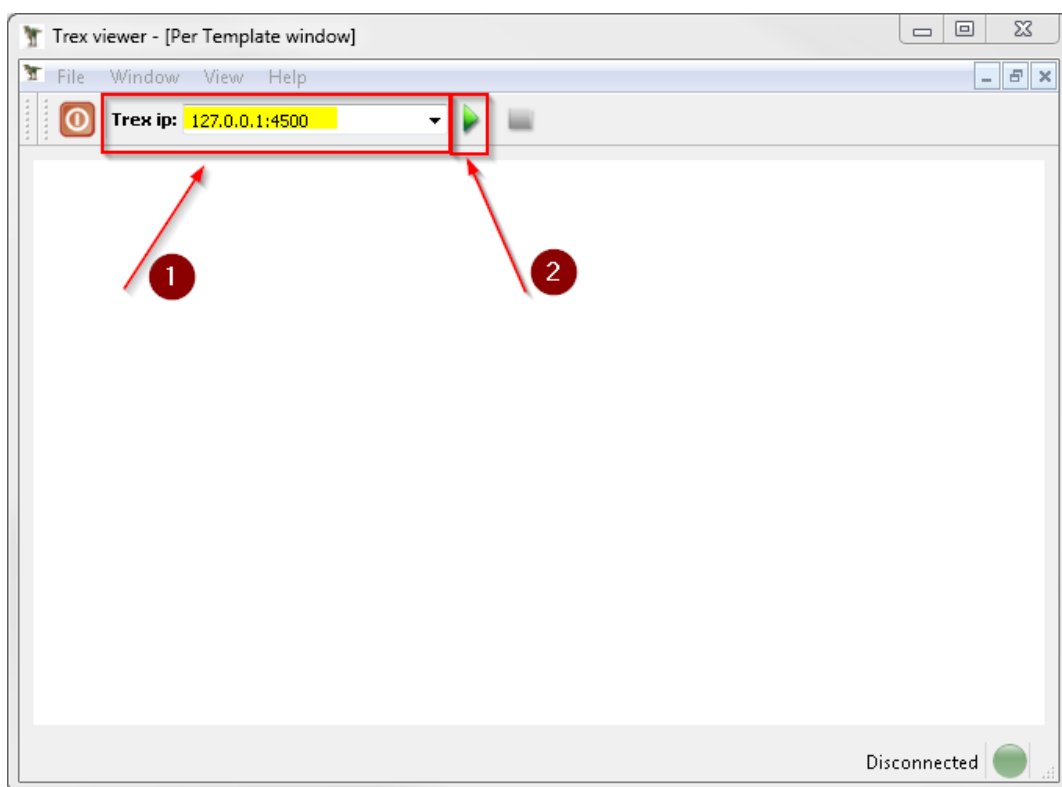 Trex viewer - [Per Template window]
File Window View Help
Trex ip: 127.0.0.1:4500
1
2
Disconnected